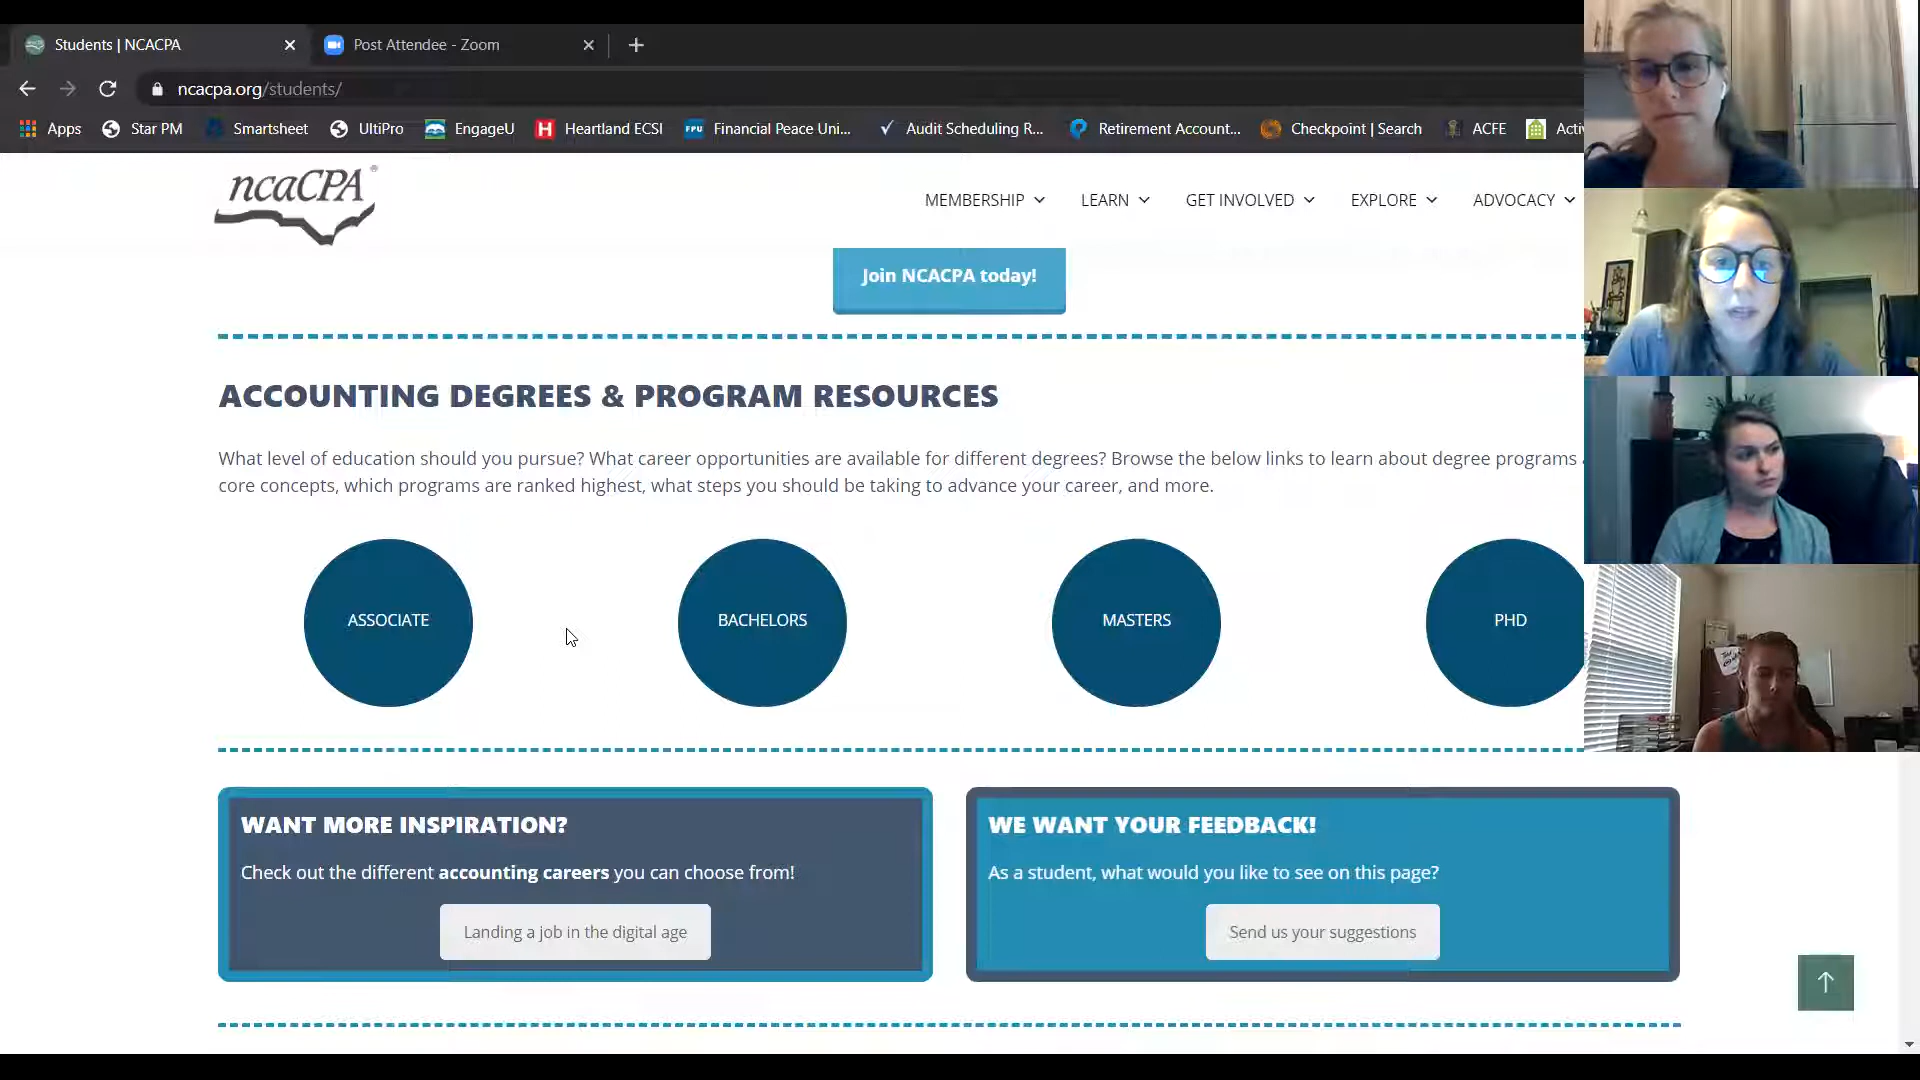 Students | NCACPA
Post Attendee - Zoom
ncacpa.org/students/
Apps
Star PM
Smartsheet
UltiPro
EngageU
Heartland ECSI
FPU
Financial Peace Uni...
Audit Scheduling R...
Retirement Account...
Checkpoint | Search
ACFE
Acti
ncaCPA®
MEMBERSHIP
LEARN
GET INVOLVED
EXPLORE
ADVOCACY
Join NCACPA today!
ACCOUNTING DEGREES & PROGRAM RESOURCES
What level of education should you pursue? What career opportunities are available for different degrees? Browse the below links to learn about degree programs
core concepts, which programs are ranked highest, what steps you should be taking to advance your career, and more.
ASSOCIATE
BACHELORS
MASTERS
PHD
WANT MORE INSPIRATION?
Check out the different accounting careers you can choose from!
Landing a job in the digital age
WE WANT YOUR FEEDBACK!
As a student, what would you like to see on this page?
Send us your suggestions